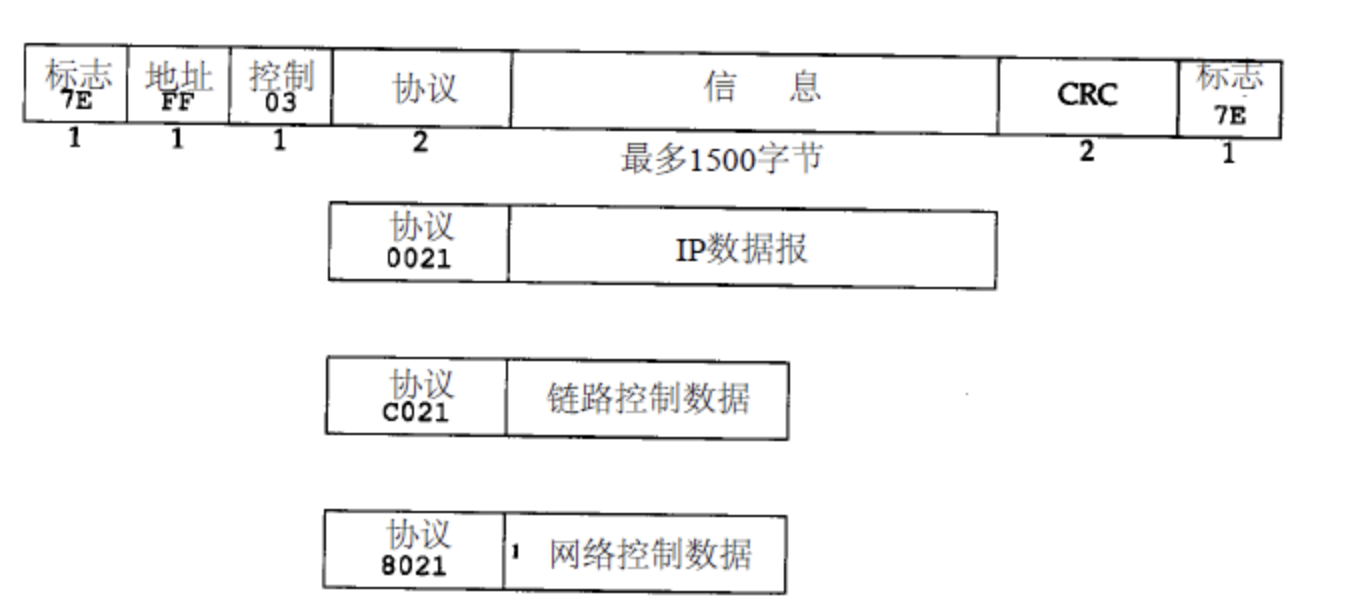 标志 地址 控制 协议 信 息 CRC 标志
7E FF 03 7E
1 1 1 2 最多1500字节 2 1
协议 IP数据报
0021
协议 链路控制数据
C021
协议 1 网络控制数据
8021